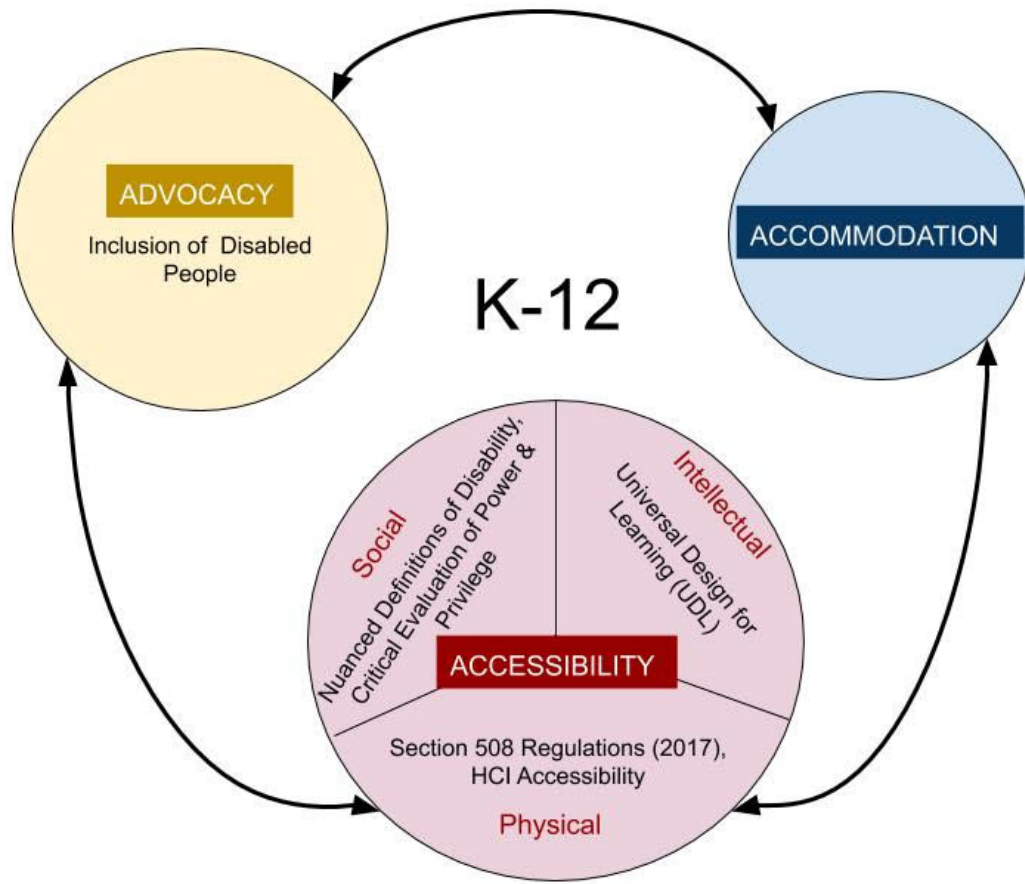 ADVOCACY
Inclusion of Disabled
People
ACCOMMODATION
K-12
Social
Nuanced Definitions of Disability,
Critical Evaluation of Power &
Privilege
Intellectual
Universal Design for
Learning (UDL)
ACCESSIBILITY
Section 508 Regulations (2017),
HCI Accessibility
Physical